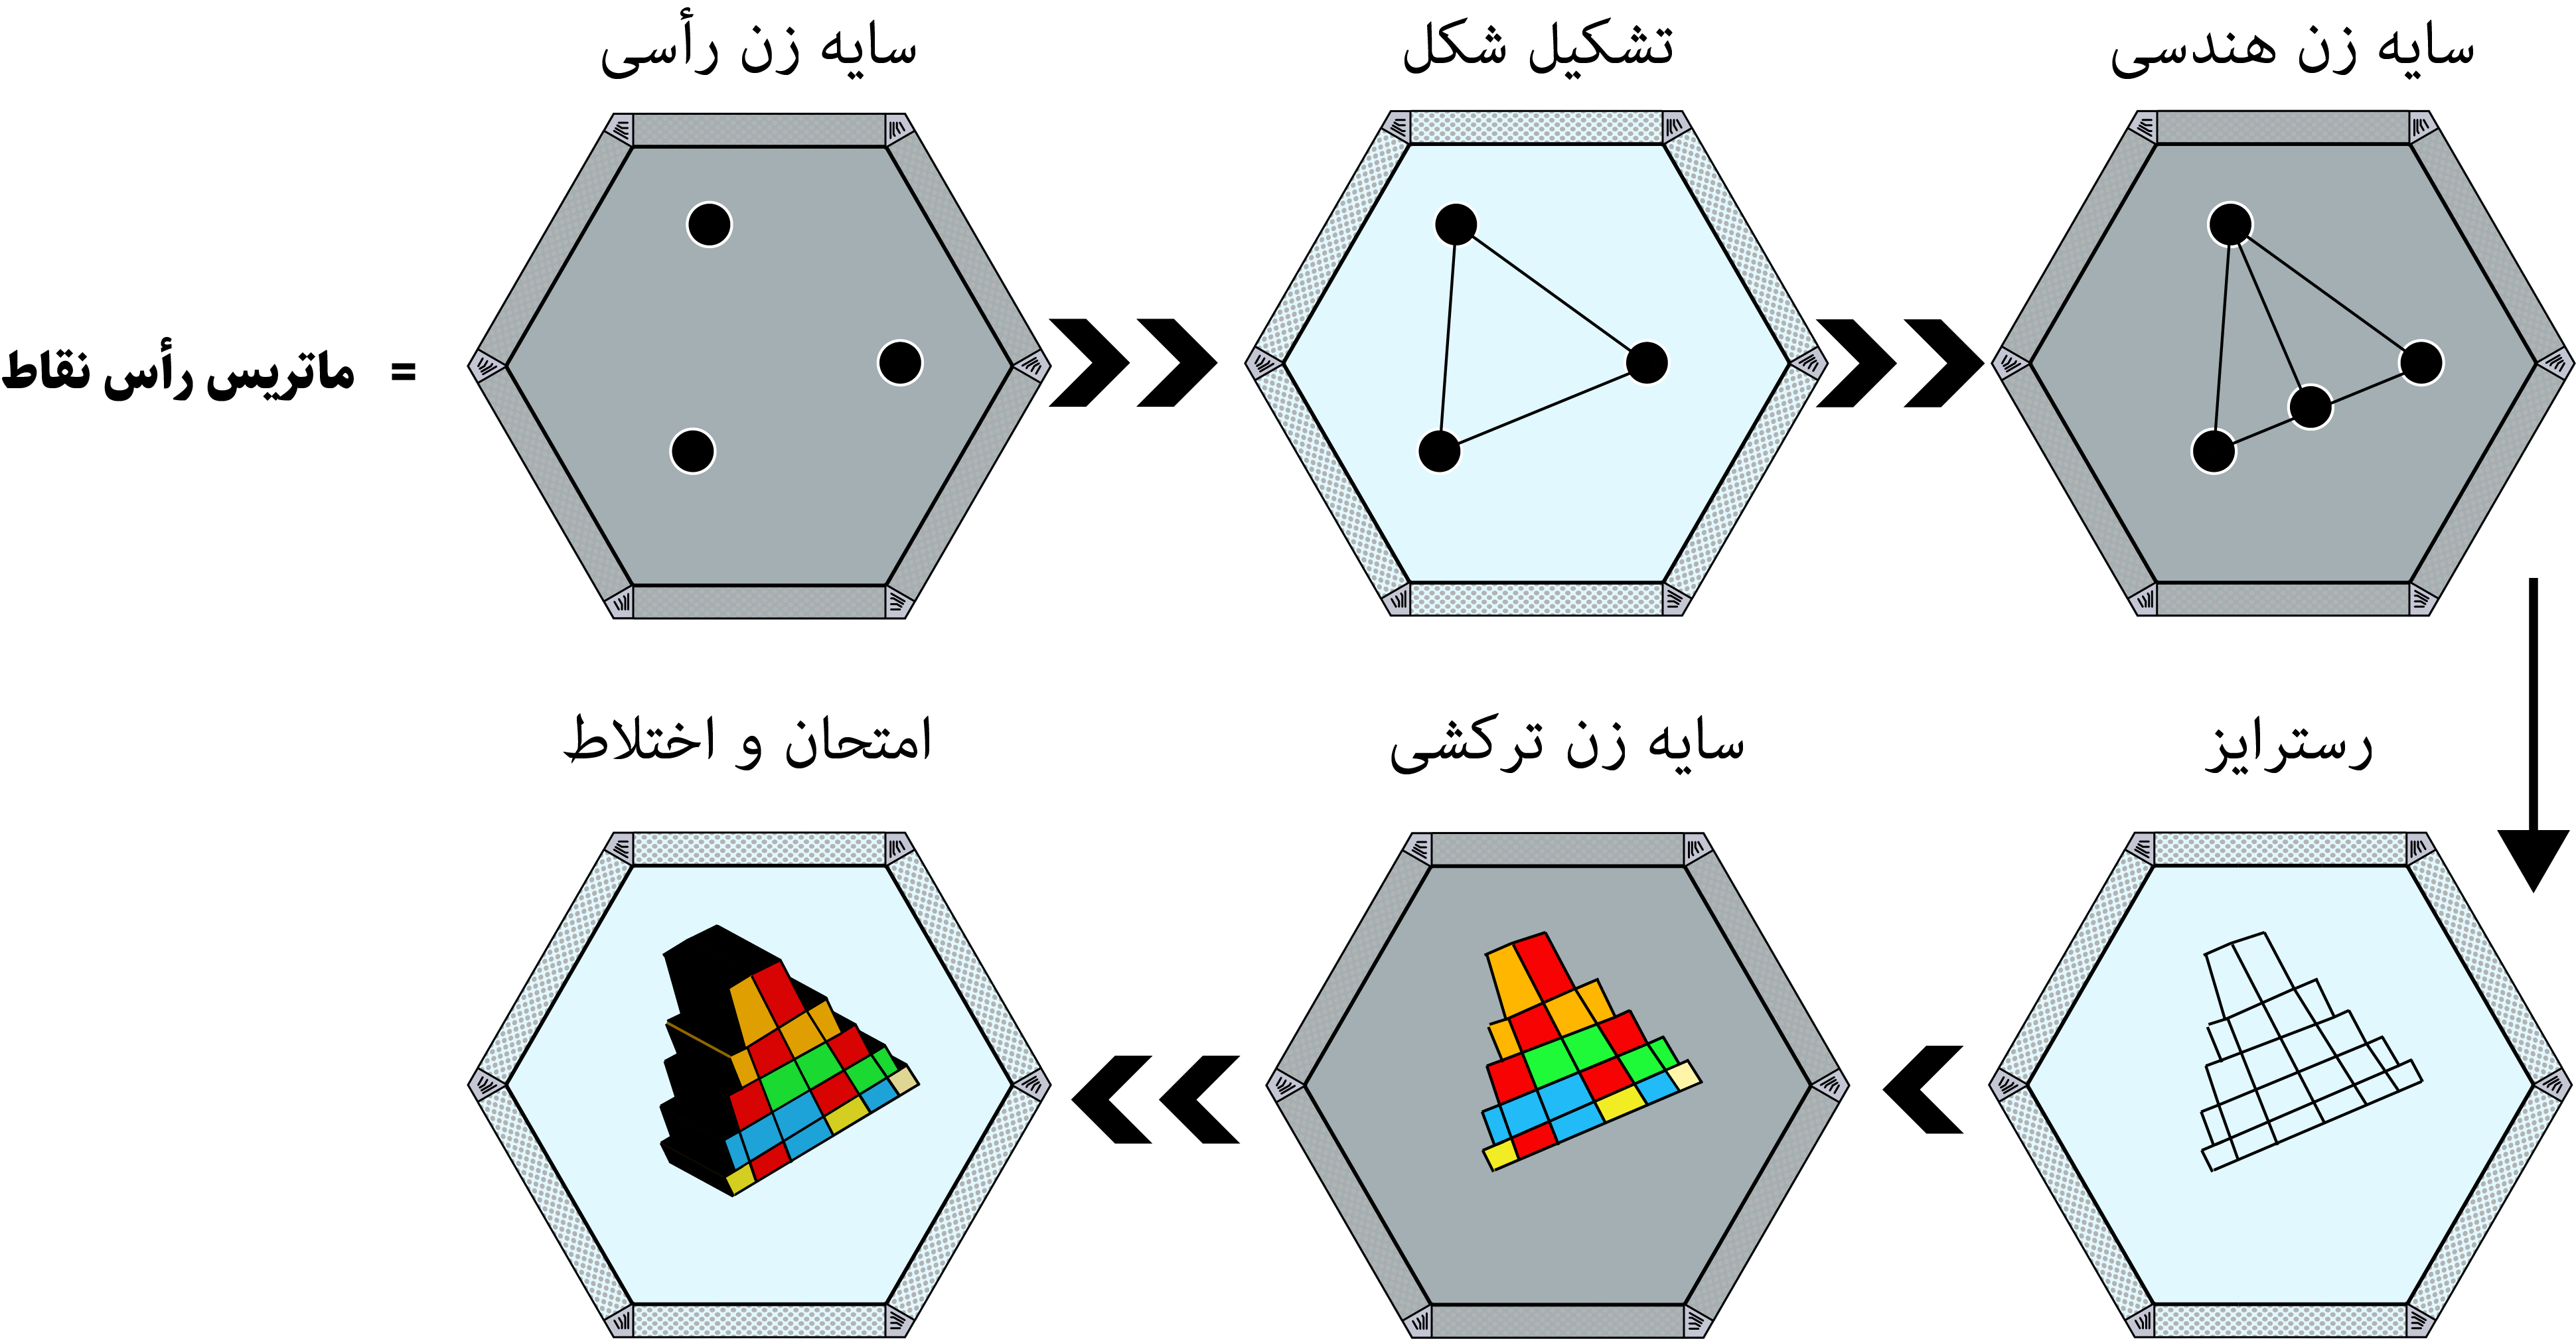 سایه زن رأسی
تشکیل شکل
سایه زن هندسی
ماتریس رأس نقاط =
رسترایز
سایه زن ترکشی
امتحان و اختلاط